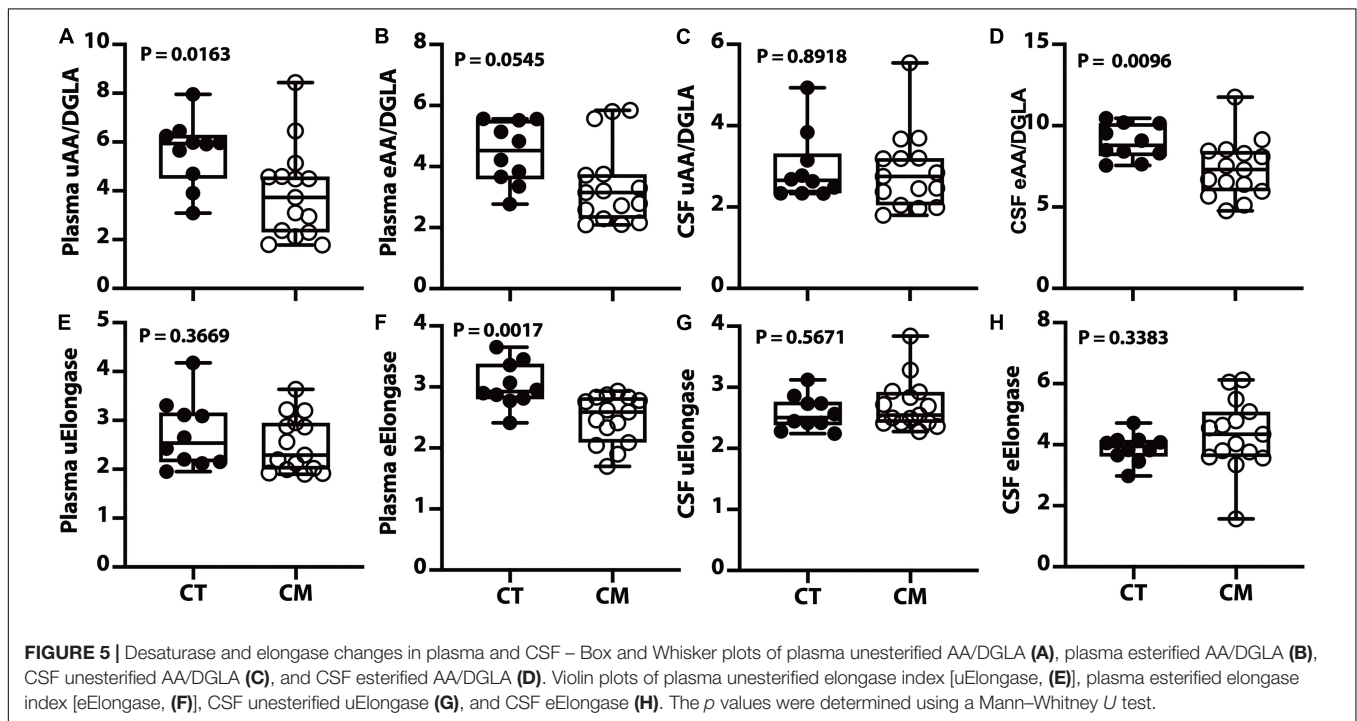 A
10
8
6
4
2
0
Plasma uAA/DGLA
P = 0.0163
B
8
6
4
2
0
Plasma eAA/DGLA
P = 0.0545
C
6
4
2
0
CSF uAA/DGLA
P = 0.8918
D
15
10
5
0
CSF eAA/DGLA
P = 0.0096
E
5
4
3
2
1
0
Plasma uElongase
P = 0.3669
CT
CM
F
4
3
2
1
0
Plasma eElongase
P = 0.0017
CT
CM
G
4
3
2
1
0
CSF uElongase
P = 0.5671
CT
CM
H
8
6
4
2
0
CSF eElongase
P = 0.3383
CT
CM
FIGURE 5 | Desaturase and elongase changes in plasma and CSF – Box and Whisker plots of plasma unesterified AA/DGLA (A), plasma esterified AA/DGLA (B),
CSF unesterified AA/DGLA (C), and CSF esterified AA/DGLA (D). Violin plots of plasma unesterified elongase index [uElongase, (E)], plasma esterified elongase
index [eElongase, (F)], CSF unesterified uElongase (G), and CSF eElongase (H). The p values were determined using a Mann–Whitney U test.